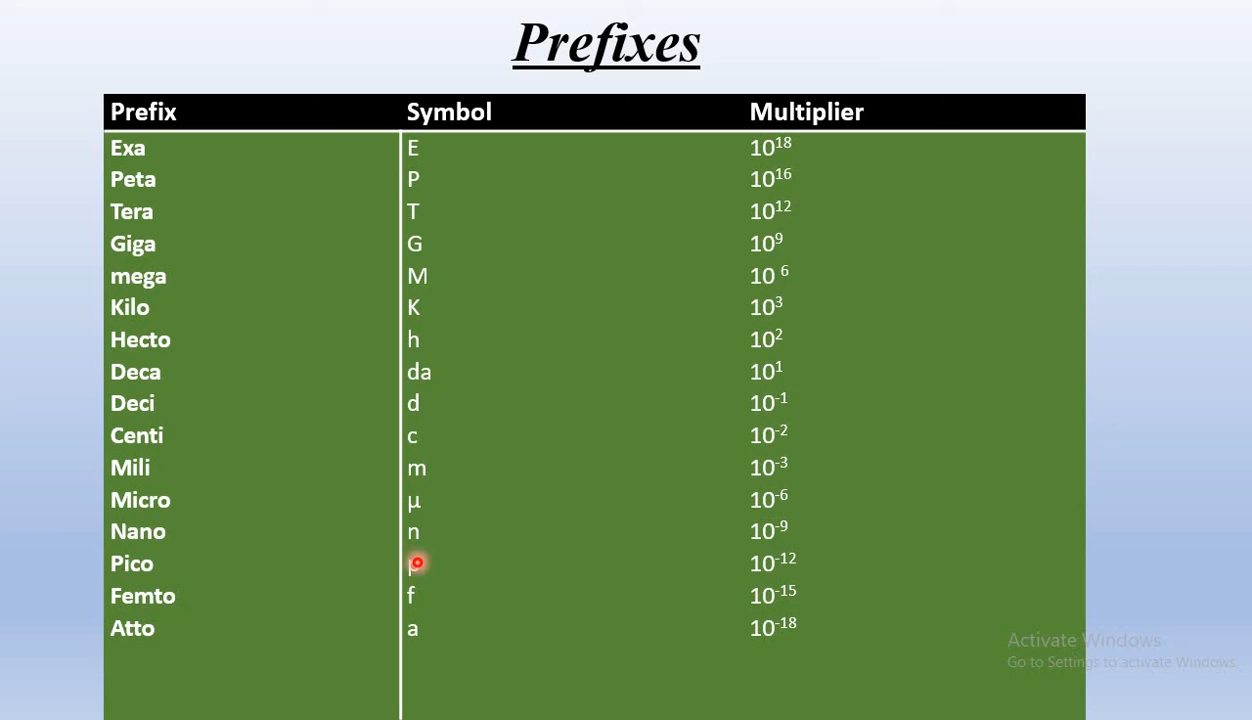 Prefixes
Prefix Symbol Multiplier
Exa E 10¹⁸
Peta P 10¹⁶
Tera T 10¹²
Giga G 10⁹
mega M 10 ⁶
Kilo K 10³
Hecto h 10²
Deca da 10¹
Deci d 10⁻¹
Centi c 10⁻²
Mili m 10⁻³
Micro µ 10⁻⁶
Nano n 10⁻⁹
Pico p 10⁻¹²
Femto f 10⁻¹⁵
Atto a 10⁻¹⁸
Activate Windows
Go to Settings to activate Windows.